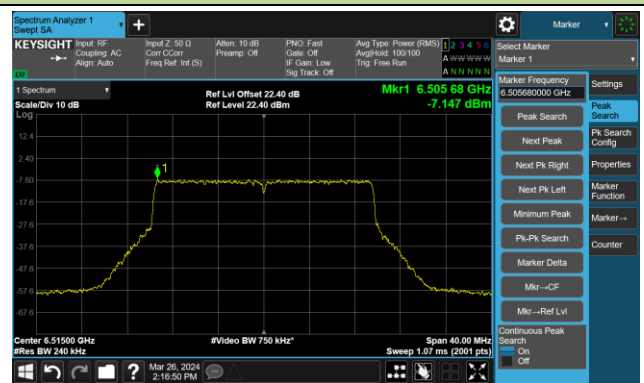 Spectrum Analyzer 1
Swept SA
+
Marker
KEYSIGHT
Input: RF
Coupling: AC
Align: Auto
Input Z: 50 Ω
Corr CCorr
Freq Ref: Int (S)
Atten: 10 dB
Preamp: Off
PNO: Fast
Gate: Off
IF Gain: Low
Sig Track: Off
Avg Type: Power (RMS)
Avg|Hold: 100/100
Trig: Free Run
1 2 3 4 5 6
A W W W W W
A N N N N N
LW
Select Marker
Marker 1
1 Spectrum
Scale/Div 10 dB
Log
Ref Lvl Offset 22.40 dB
Ref Level 22.40 dBm
Mkr1 6.505 68 GHz
-7.147 dBm
12.4
2.40
-7.60
-17.6
-27.6
-37.6
-47.6
-57.6
-67.6
1
Center 6.51500 GHz
#Res BW 240 kHz
#Video BW 750 kHz*
Span 40.00 MHz
Sweep 1.07 ms (2001 pts)
Marker Frequency
6.505680000 GHz
Peak Search
Next Peak
Next Pk Right
Next Pk Left
Minimum Peak
Pk-Pk Search
Marker Delta
Mkr→CF
Mkr→Ref Lvl
Continuous Peak
Search
On
Off
Settings
Peak
Search
Pk Search
Config
Properties
Marker
Function
Marker→
Counter
?
Mar 26, 2024
2:16:50 PM